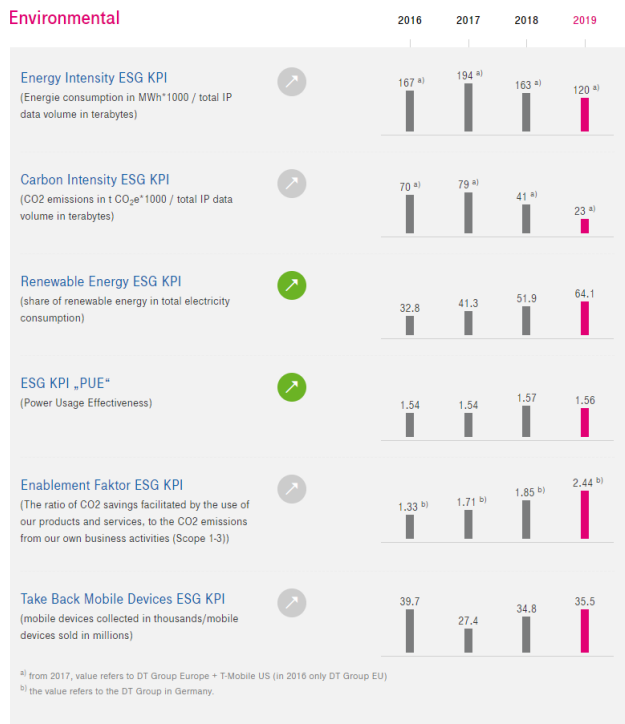 Environmental 2016 2017 2018 2019
Energy Intensity ESG KPI
(Energie consumption in MWh*1000 / total IP
data volume in terabytes)
167 a) 194 a) 163 a) 120 a)
Carbon Intensity ESG KPI
(CO2 emissions in t CO₂e*1000 / total IP data
volume in terabytes)
70 a) 79 a) 41 a) 23 a)
Renewable Energy ESG KPI
(share of renewable energy in total electricity
consumption)
32.8 41.3 51.9 64.1
ESG KPI „PUE“
(Power Usage Effectiveness)
1.54 1.54 1.57 1.56
Enablement Faktor ESG KPI
(The ratio of CO2 savings facilitated by the use of
our products and services, to the CO2 emissions
from our own business activities (Scope 1-3))
1.33 b) 1.71 b) 1.85 b) 2.44 b)
Take Back Mobile Devices ESG KPI
(mobile devices collected in thousands/mobile
devices sold in millions)
39.7 27.4 34.8 35.5
a) from 2017, value refers to DT Group Europe + T-Mobile US (in 2016 only DT Group EU)
b) the value refers to the DT Group in Germany.